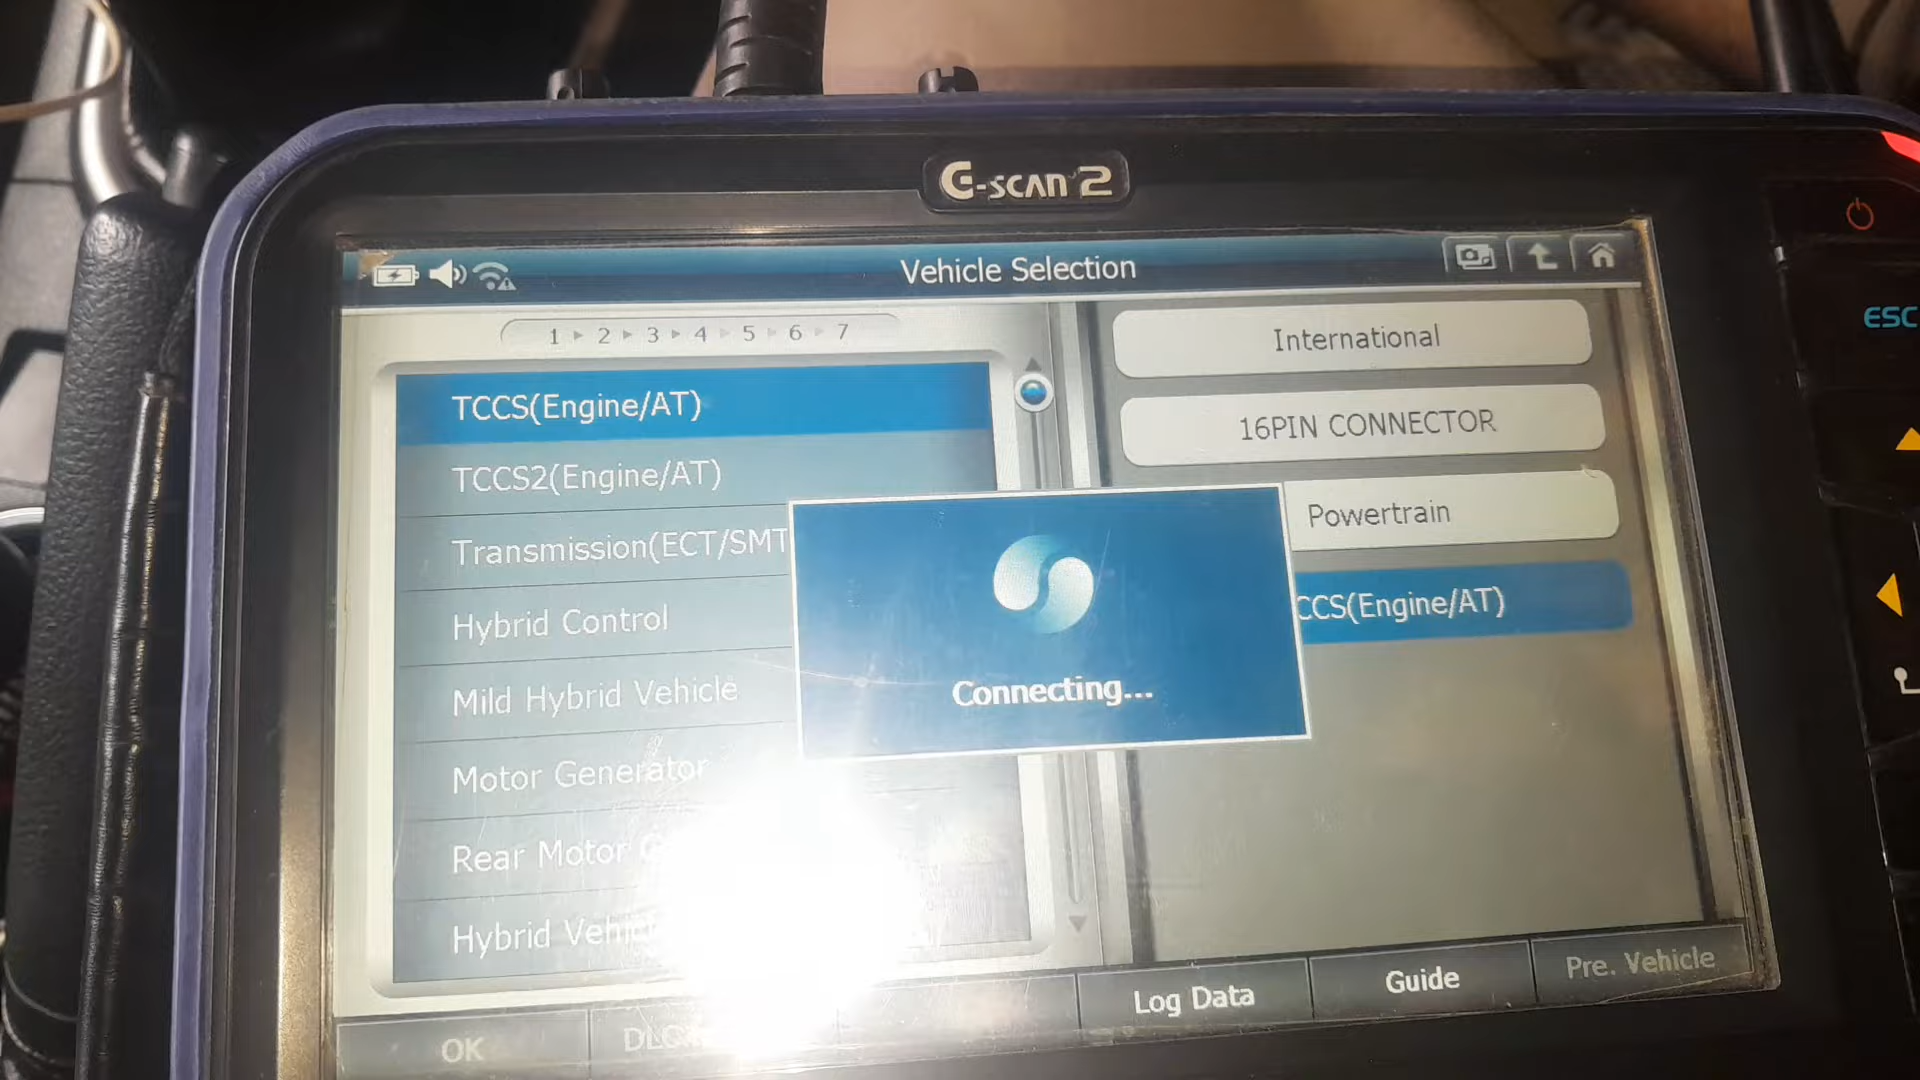 G-SCAN 2
Vehicle Selection
1 2 3 4 5 6 7
TCCS(Engine/AT)
TCCS2(Engine/AT)
Transmission(ECT/SMT
Hybrid Control
Mild Hybrid Vehicle
Motor Generator
Rear Motor
Hybrid
International
16PIN CONNECTOR
Powertrain
CCS(Engine/AT)
Connecting...
OK
Log Data
Guide
Pre. Vehicle
ESC